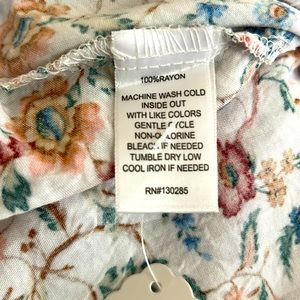 100%RAYON
MACHINE WASH COLD
INSIDE OUT
WITH LIKE COLORS
GENTLE CYCLE
NON-CHLORINE
BLEACH IF NEEDED
TUMBLE DRY LOW
COOL IRON IF NEEDED
RN#130285